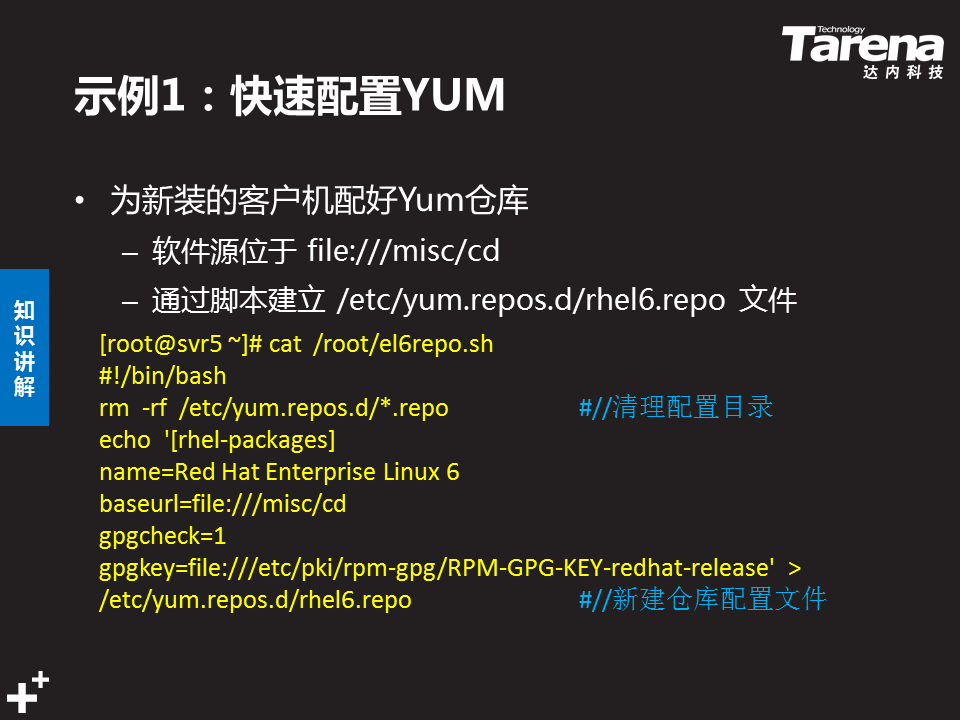 Technology
Tarena
达内科技
示例1：快速配置YUM
• 为新装的客户机配好Yum仓库
– 软件源位于 file:///misc/cd
– 通过脚本建立 /etc/yum.repos.d/rhel6.repo 文件
知
识
讲
解
[root@svr5 ~]# cat  /root/el6repo.sh
#!/bin/bash
rm  -rf  /etc/yum.repos.d/*.repo #//清理配置目录
echo  '[rhel-packages]
name=Red Hat Enterprise Linux 6
baseurl=file:///misc/cd
gpgcheck=1
gpgkey=file:///etc/pki/rpm-gpg/RPM-GPG-KEY-redhat-release'  >
/etc/yum.repos.d/rhel6.repo #//新建仓库配置文件